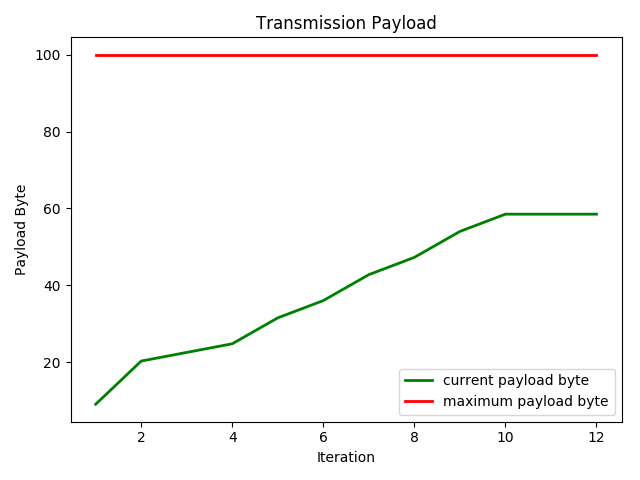 Transmission Payload
100
80
60
40
20
Payload Byte
2 4 6 8 10 12
Iteration
current payload byte
maximum payload byte